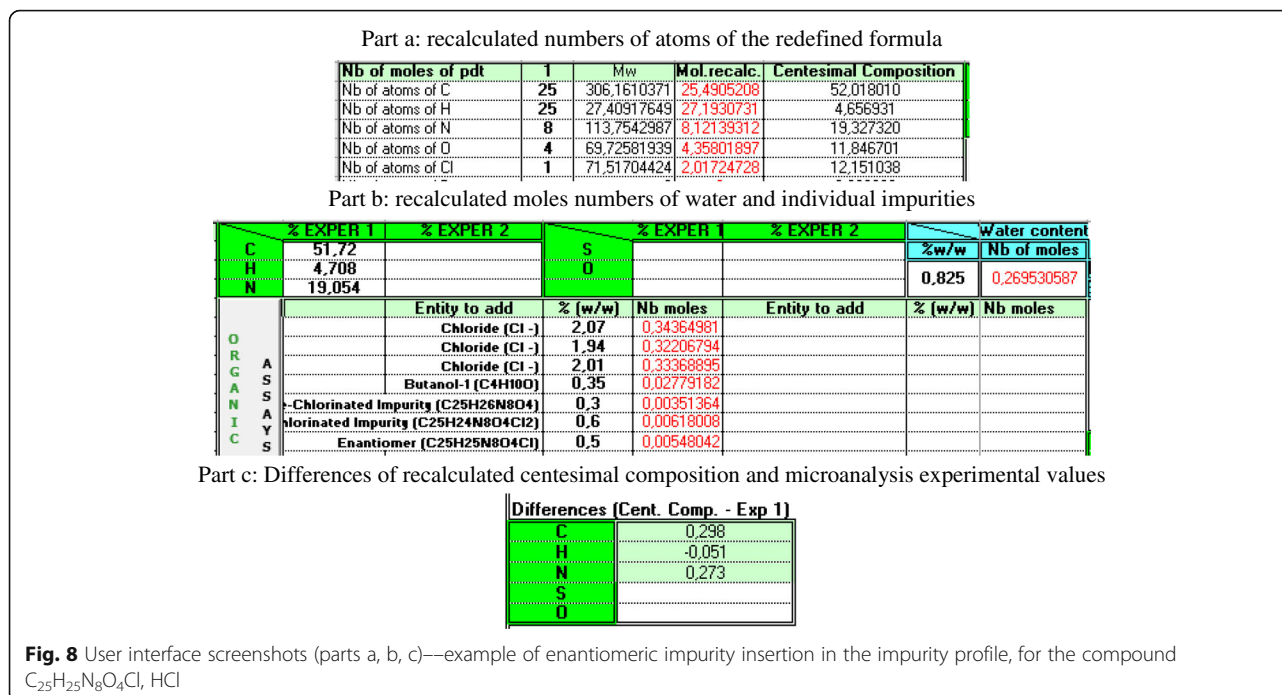 Part a: recalculated numbers of atoms of the redefined formula
Nb of moles of pdt 1 Mw Mol.recalc. Centesimal Composition
Nb of atoms of C 25 306,1610371 25,4905208 52,018010
Nb of atoms of H 25 27,40917649 27,1930731 4,656931
Nb of atoms of N 8 113,7542987 8,12139312 19,327320
Nb of atoms of O 4 69,72581939 4,35801897 11,846701
Nb of atoms of Cl 1 71,51704424 2,01724728 12,151038
Part b: recalculated moles numbers of water and individual impurities
% EXPER 1 % EXPER 2 % EXPER 1 % EXPER 2 Water content
C 51,72 S %w/w Nb of moles
H 4,708 O 0,825 0,269530587
N 19,054
Entity to add % (w/w) Nb moles Entity to add % (w/w) Nb moles
Chloride (Cl -) 2,07 0,34364981
Chloride (Cl -) 1,94 0,32206794
Chloride (Cl -) 2,01 0,33368895
Butanol-1 (C4H10O) 0,35 0,02779182
-Chlorinated Impurity (C25H26N8O4) 0,3 0,00351364
hlorinated Impurity (C25H24N8O4Cl2) 0,6 0,00618008
Enantiomer (C25H25N8O4Cl) 0,5 0,00548042
ORGANIC
ASSAYS
Part c: Differences of recalculated centesimal composition and microanalysis experimental values
Differences (Cent. Comp. - Exp 1)
C 0,298
H -0,051
N 0,273
S
O
Fig. 8 User interface screenshots (parts a, b, c)––example of enantiomeric impurity insertion in the impurity profile, for the compound
C₂₅H₂₅N₈O₄Cl, HCl